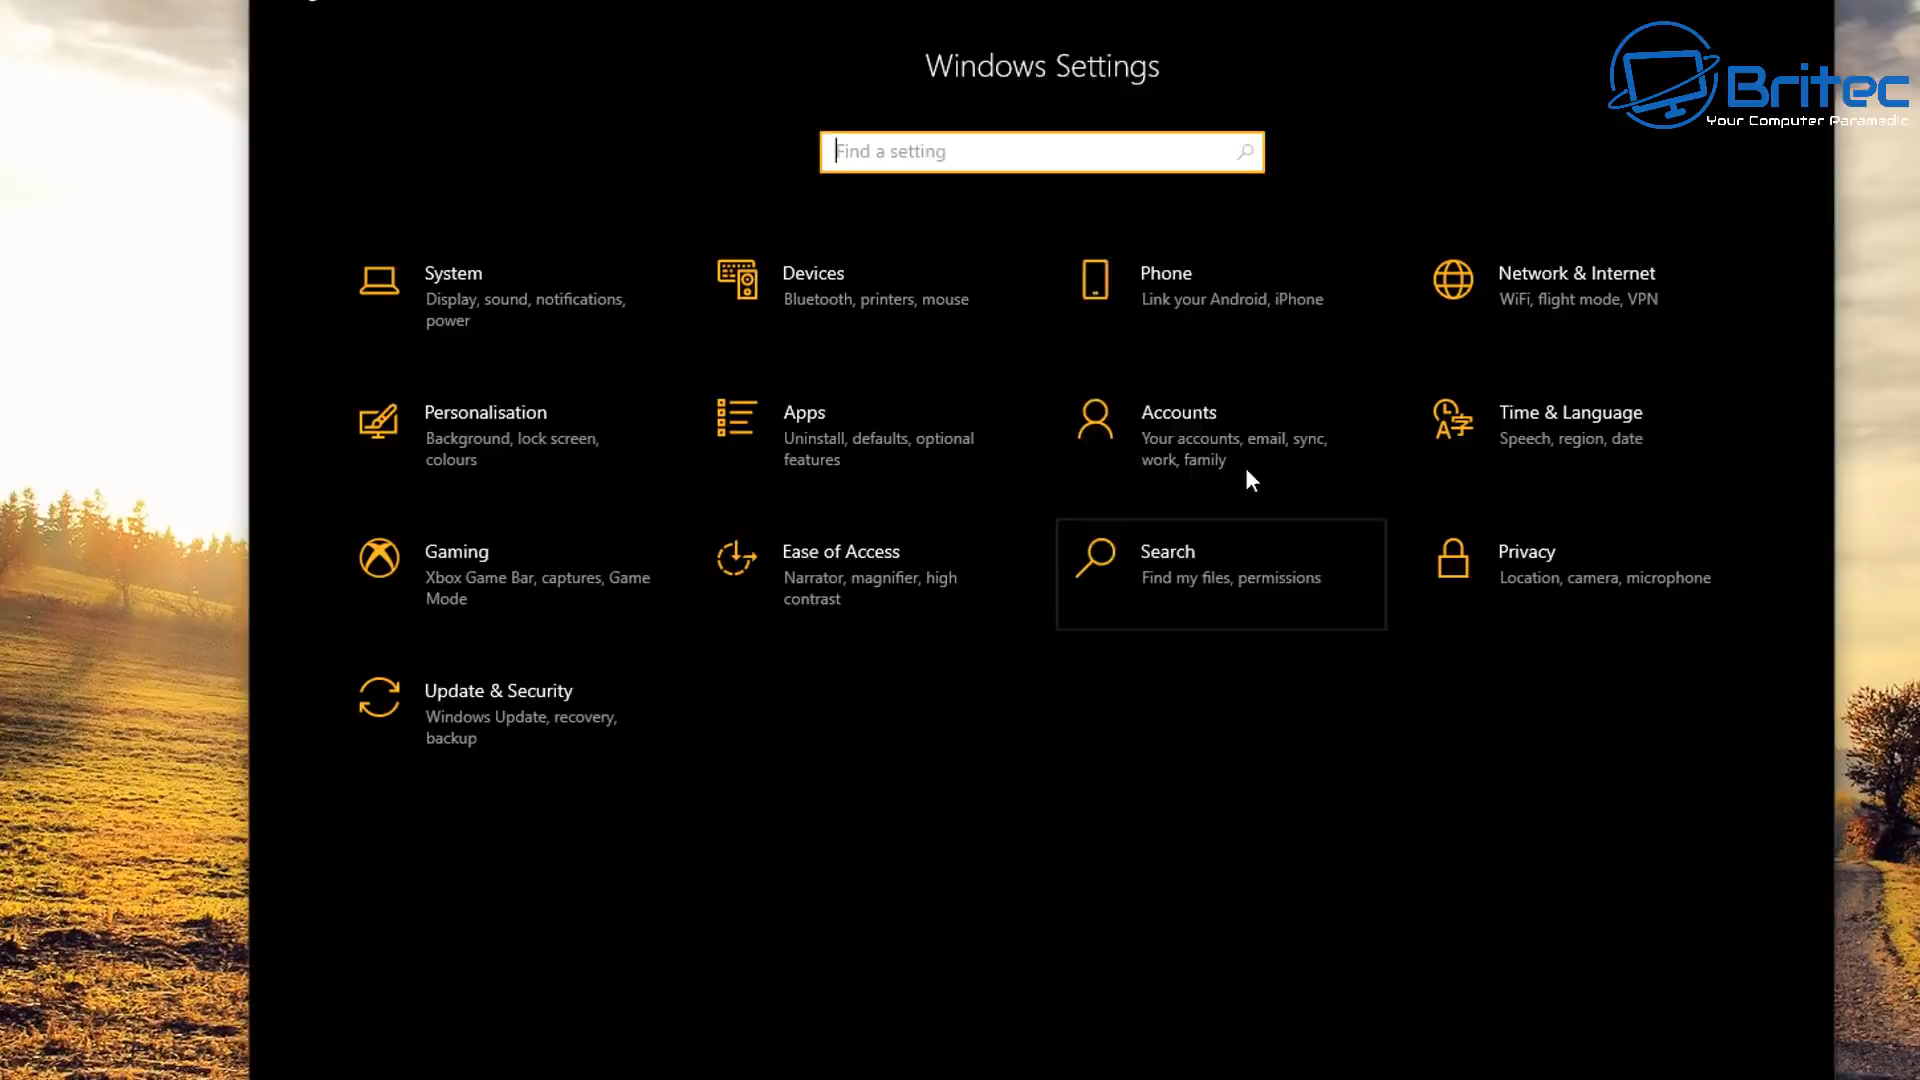 Windows Settings
Britec
Your Computer Paramedic
Find a setting
System
Display, sound, notifications,
power
Devices
Bluetooth, printers, mouse
Phone
Link your Android, iPhone
Network & Internet
WiFi, flight mode, VPN
Personalisation
Background, lock screen,
colours
Apps
Uninstall, defaults, optional
features
Accounts
Your accounts, email, sync,
work, family
Time & Language
Speech, region, date
Gaming
Xbox Game Bar, captures, Game
Mode
Ease of Access
Narrator, magnifier, high
contrast
Search
Find my files, permissions
Privacy
Location, camera, microphone
Update & Security
Windows Update, recovery,
backup